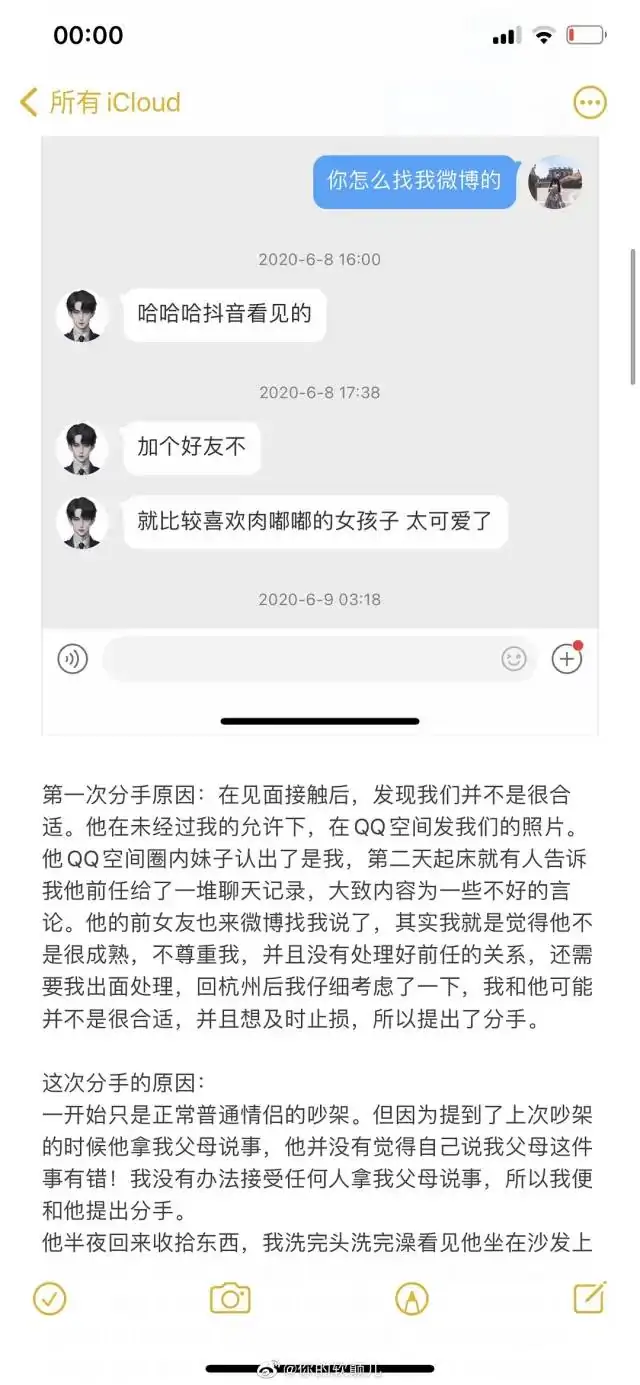 00:00
所有 iCloud
你怎么找我微博的
2020-6-8 16:00
哈哈哈抖音看见的
2020-6-8 17:38
加个好友不
就比较喜欢肉嘟嘟的女孩子 太可爱了
2020-6-9 03:18
第一次分手原因：在见面接触后，发现我们并不是很合
适。他在未经过我的允许下，在QQ空间发我们的照片。
他QQ空间圈内妹子认出了是我，第二天起床就有人告诉
我他前任给了一堆聊天记录，大致内容为一些不好的言
论。他的前女友也来微博找我说了，其实我就是觉得他不
是很成熟，不尊重我，并且没有处理好前任的关系，还需
要我出面处理，回杭州后我仔细考虑了一下，我和他可能
并不是很合适，并且想及时止损，所以提出了分手。
这次分手的原因：
一开始只是正常普通情侣的吵架。但因为提到了上次吵架
的时候他拿我父母说事，他并没有觉得自己说我父母这件
事有错！我没有办法接受任何人拿我父母说事，所以我便
和他提出分手。
他半夜回来收拾东西，我洗完头洗完澡看见他坐在沙发上
@你的软颠儿